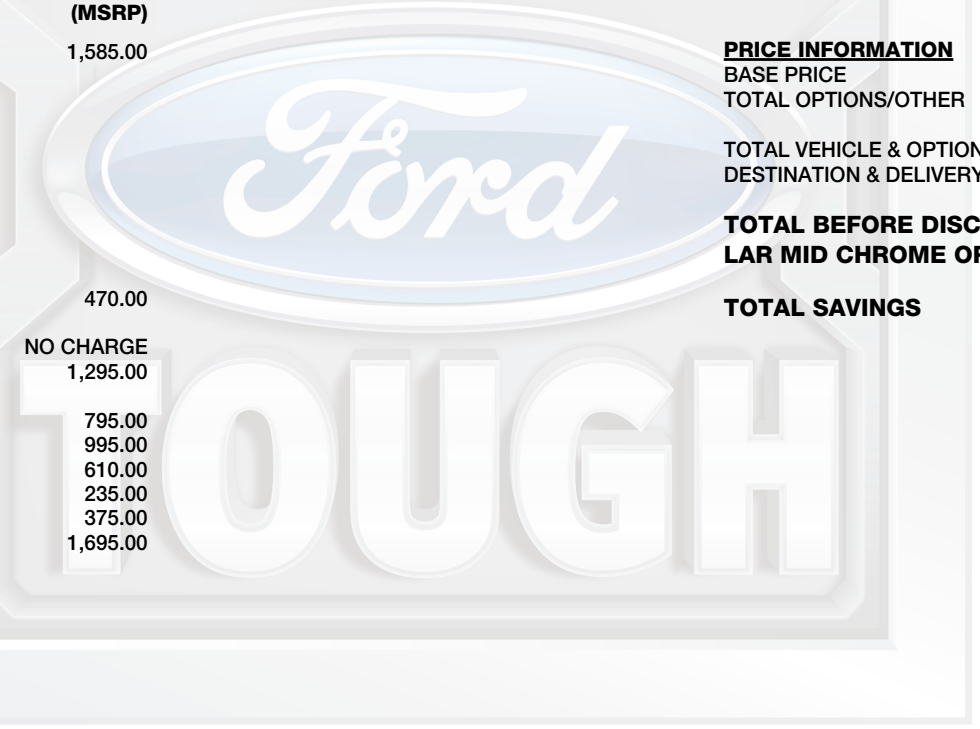 (MSRP)
1,585.00
470.00
NO CHARGE
1,295.00
795.00
995.00
610.00
235.00
375.00
1,695.00
PRICE INFORMATION
BASE PRICE
TOTAL OPTIONS/OTHER
TOTAL VEHICLE & OPTION
DESTINATION & DELIVERY
TOTAL BEFORE DISC
LAR MID CHROME OF
TOTAL SAVINGS
Ford
TOUGH